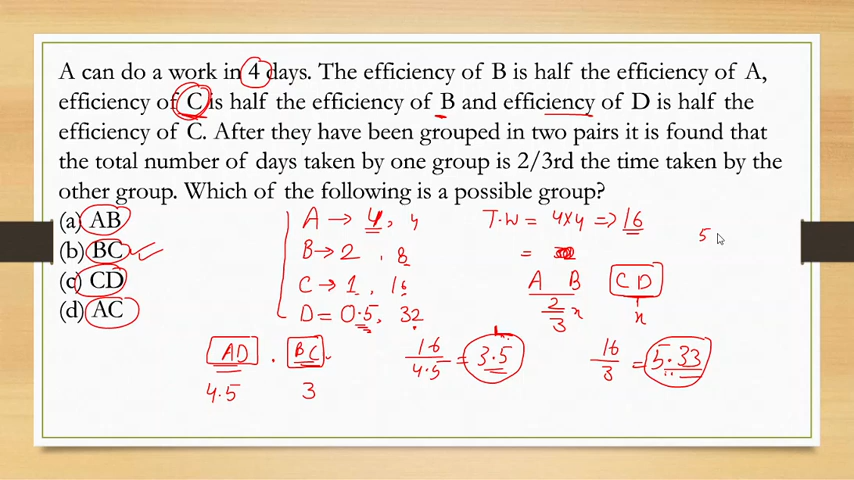 A can do a work in 4 days. The efficiency of B is half the efficiency of A,
efficiency of C is half the efficiency of B and efficiency of D is half the
efficiency of C. After they have been grouped in two pairs it is found that
the total number of days taken by one group is 2/3rd the time taken by the
other group. Which of the following is a possible group?
(a) AB
(b) BC
(c) CD
(d) AC
A → 4, 4
B → 2, 8
C → 1, 16
D = 0.5, 32
T.W = 4×4 => 16
=
A B
2/3 x
CD
x
5
AD . BC
4.5 3
16/4.5 = 3.5
16/3 = 5.33